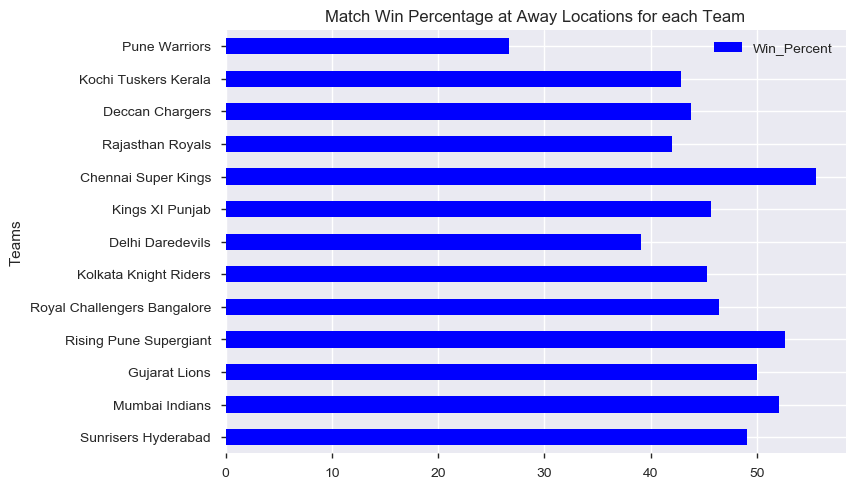 Match Win Percentage at Away Locations for each Team
Win_Percent
Teams
Pune Warriors
Kochi Tuskers Kerala
Deccan Chargers
Rajasthan Royals
Chennai Super Kings
Kings XI Punjab
Delhi Daredevils
Kolkata Knight Riders
Royal Challengers Bangalore
Rising Pune Supergiant
Gujarat Lions
Mumbai Indians
Sunrisers Hyderabad
0 10 20 30 40 50